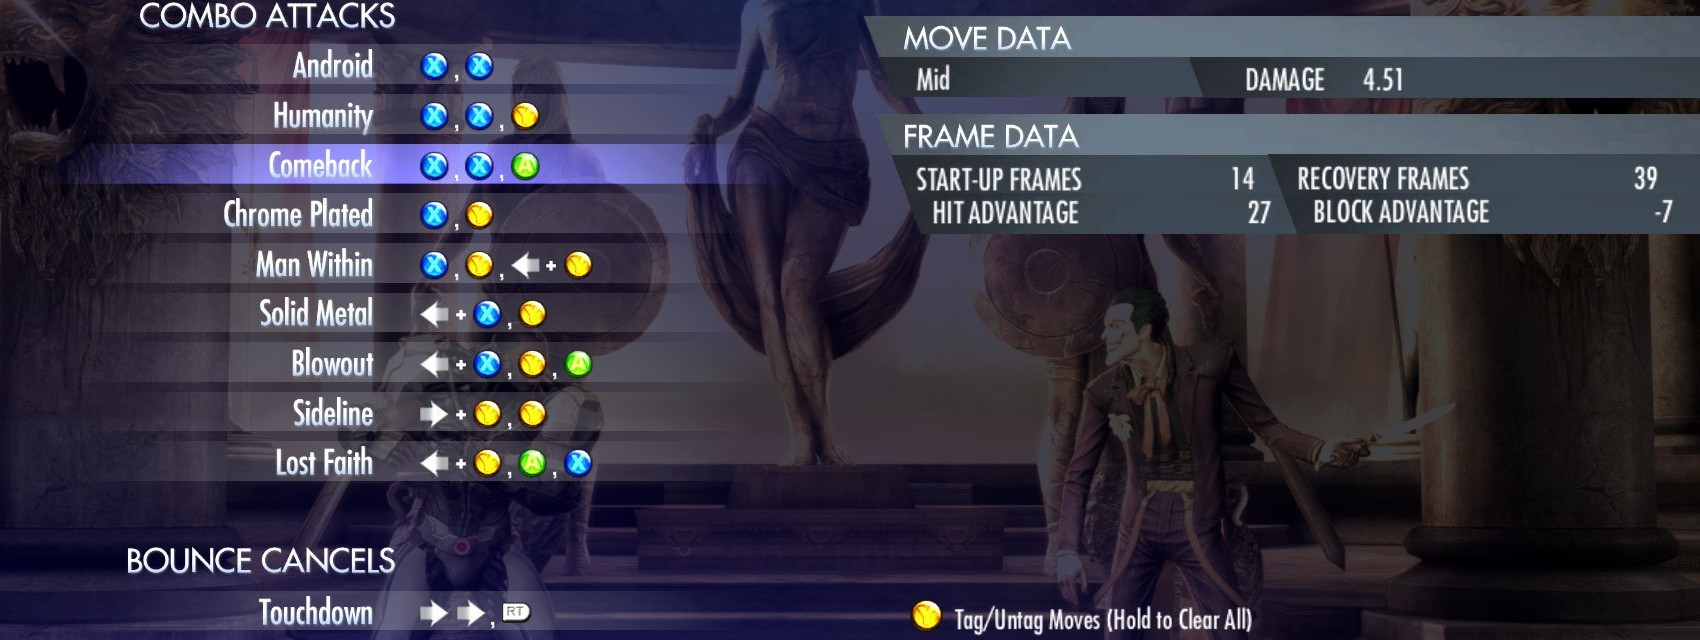 COMBO ATTACKS
Android X , X
Humanity X , X , Y
Comeback X , X , A
Chrome Plated X , Y
Man Within X , Y , + Y
Solid Metal + X , Y
Blowout + X , Y , A
Sideline + Y , Y
Lost Faith + Y , A , X
BOUNCE CANCELS
Touchdown , RT
MOVE DATA
Mid DAMAGE 4.51
FRAME DATA
START-UP FRAMES 14 RECOVERY FRAMES 39
HIT ADVANTAGE 27 BLOCK ADVANTAGE -7
Y Tag/Untag Moves (Hold to Clear All)